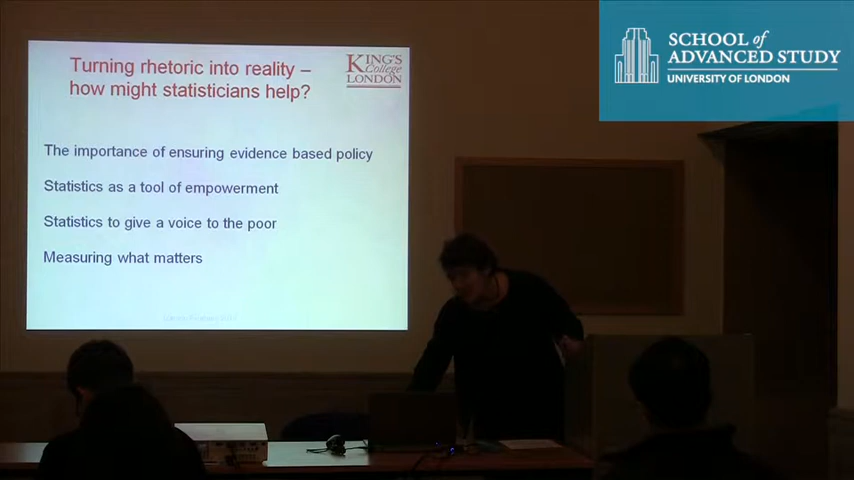 Turning rhetoric into reality –
how might statisticians help?
KING'S
College
LONDON
The importance of ensuring evidence based policy
Statistics as a tool of empowerment
Statistics to give a voice to the poor
Measuring what matters
SCHOOL of
ADVANCED STUDY
UNIVERSITY OF LONDON